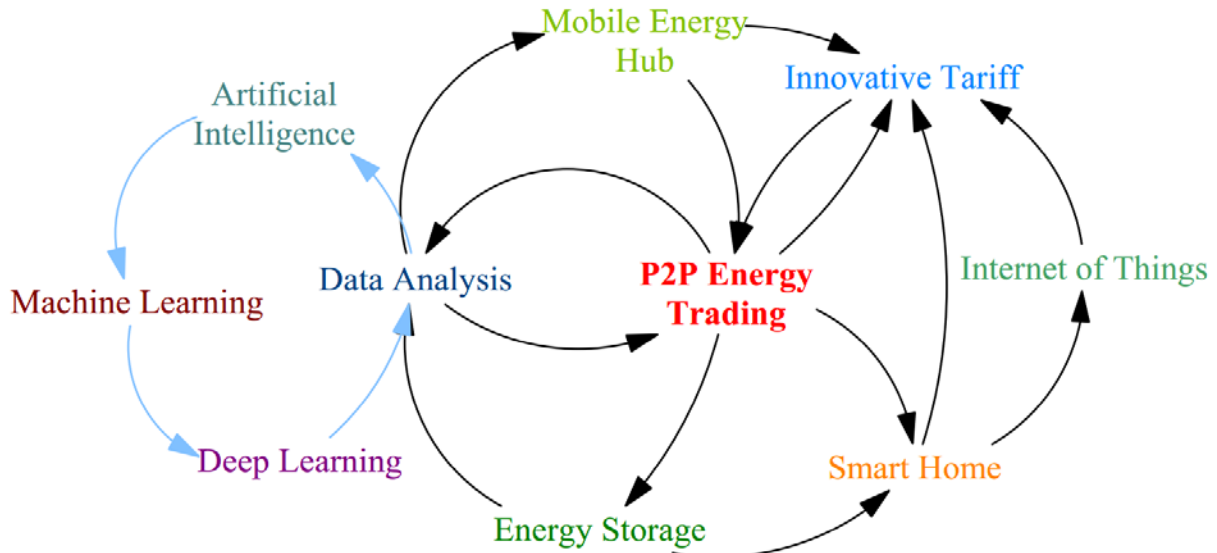 Mobile Energy
Hub
Innovative Tariff
Artificial
Intelligence
Data Analysis
P2P Energy
Trading
Internet of Things
Machine Learning
Deep Learning
Smart Home
Energy Storage